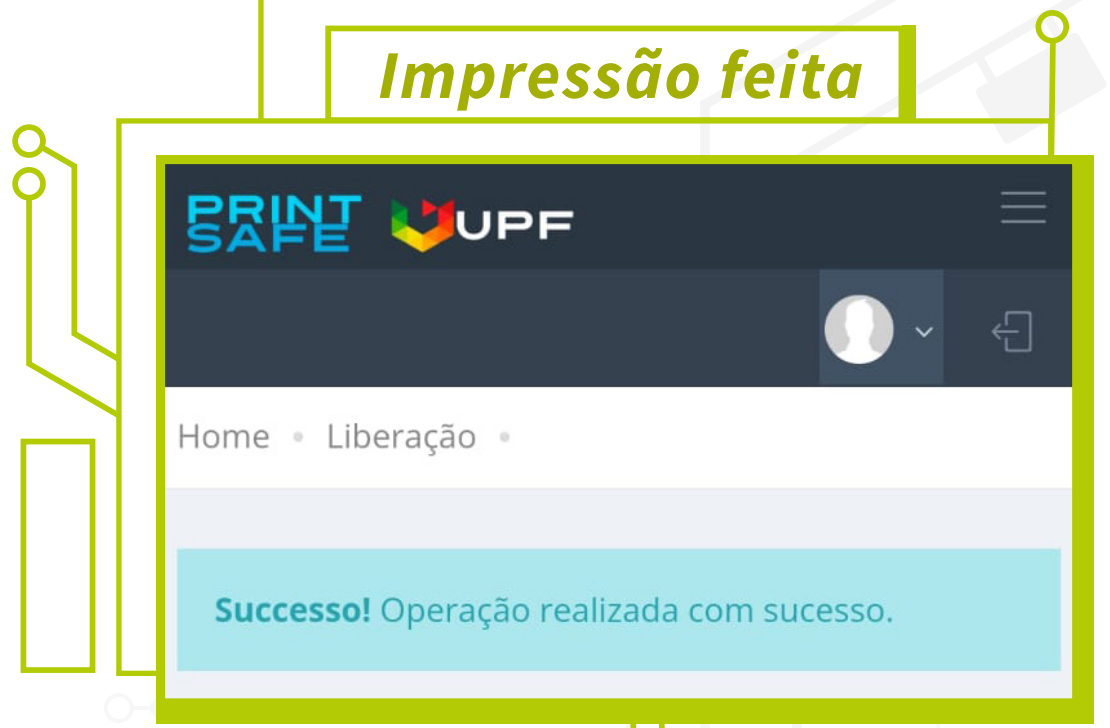 Impressão feita
PRINT
SAFE
UPF
Home • Liberação •
Successo! Operação realizada com sucesso.